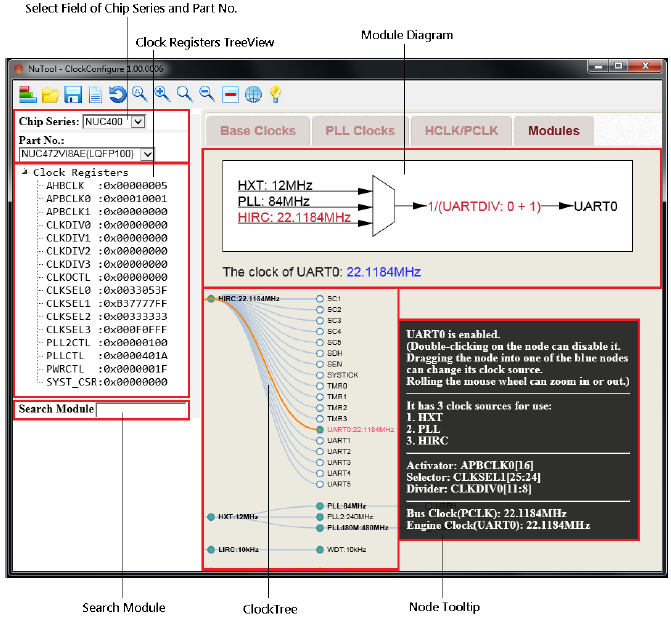 Select Field of Chip Series and Part No.
Clock Registers TreeView
Module Diagram
NuTool - ClockConfigure 1.00.0006
Chip Series: NUC400
Part No.:
NUC472VI8AE(LQFP100)
Clock Registers
AHBCLK :0x00000005
APBCLK0 :0x00010001
APBCLK1 :0x00000000
CLKDIV0 :0x00000000
CLKDIV1 :0x00000000
CLKDIV2 :0x00000000
CLKDIV3 :0x00000000
CLKOCTL :0x00000000
CLKSEL0 :0x0033053F
CLKSEL1 :0xB37777FF
CLKSEL2 :0x00333333
CLKSEL3 :0x000F0FFF
PLL2CTL :0x00000100
PLLCTL :0x0000401A
PWRCTL :0x0000001F
SYST_CSR:0x00000000
Search Module
Base Clocks
PLL Clocks
HCLK/PCLK
Modules
HXT: 12MHz
PLL: 84MHz
HIRC: 22.1184MHz
1/(UARTDIV: 0 + 1)
UART0
The clock of UART0: 22.1184MHz
HIRC:22.1184MHz
SC1
SC2
SC3
SC4
SC5
SDH
SEN
SYSTICK
TMR0
TMR1
TMR2
TMR3
UART0:22.1184MHz
UART1
UART2
UART3
UART4
UART5
PLL:84MHz
HXT:12MHz
PLL2:240MHz
PLL480M:480MHz
LIRC:10kHz
WDT:10kHz
UART0 is enabled.
(Double-clicking on the node can disable it.
Dragging the node into one of the blue nodes
can change its clock source.
Rolling the mouse wheel can zoom in or out.)
It has 3 clock sources for use:
1. HXT
2. PLL
3. HIRC
Activator: APBCLK0[16]
Selector: CLKSEL1[25:24]
Divider: CLKDIV0[11:8]
Bus Clock(PCLK): 22.1184MHz
Engine Clock(UART0): 22.1184MHz
Search Module
ClockTree
Node Tooltip